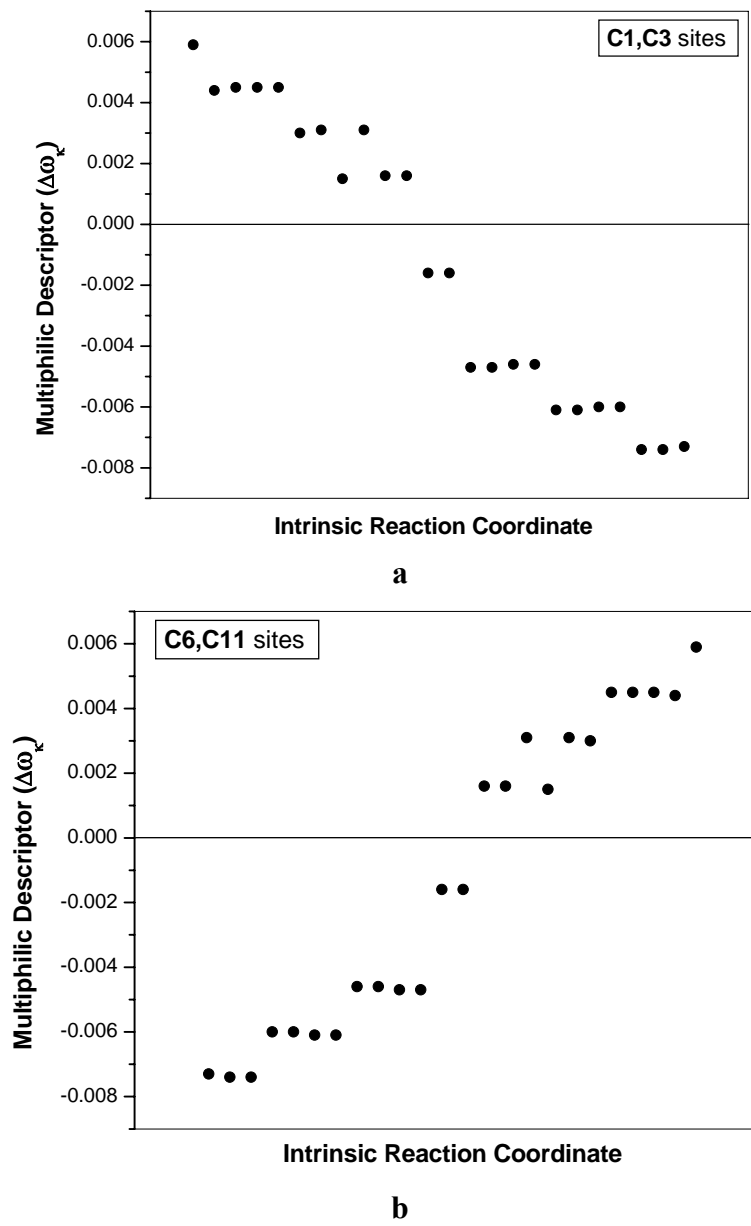 C1,C3 sites
0.006
0.004
0.002
0.000
-0.002
-0.004
-0.006
-0.008
Multiphilic Descriptor (Δωκ)
Intrinsic Reaction Coordinate
a
C6,C11 sites
0.006
0.004
0.002
0.000
-0.002
-0.004
-0.006
-0.008
Multiphilic Descriptor (Δωκ)
Intrinsic Reaction Coordinate
b